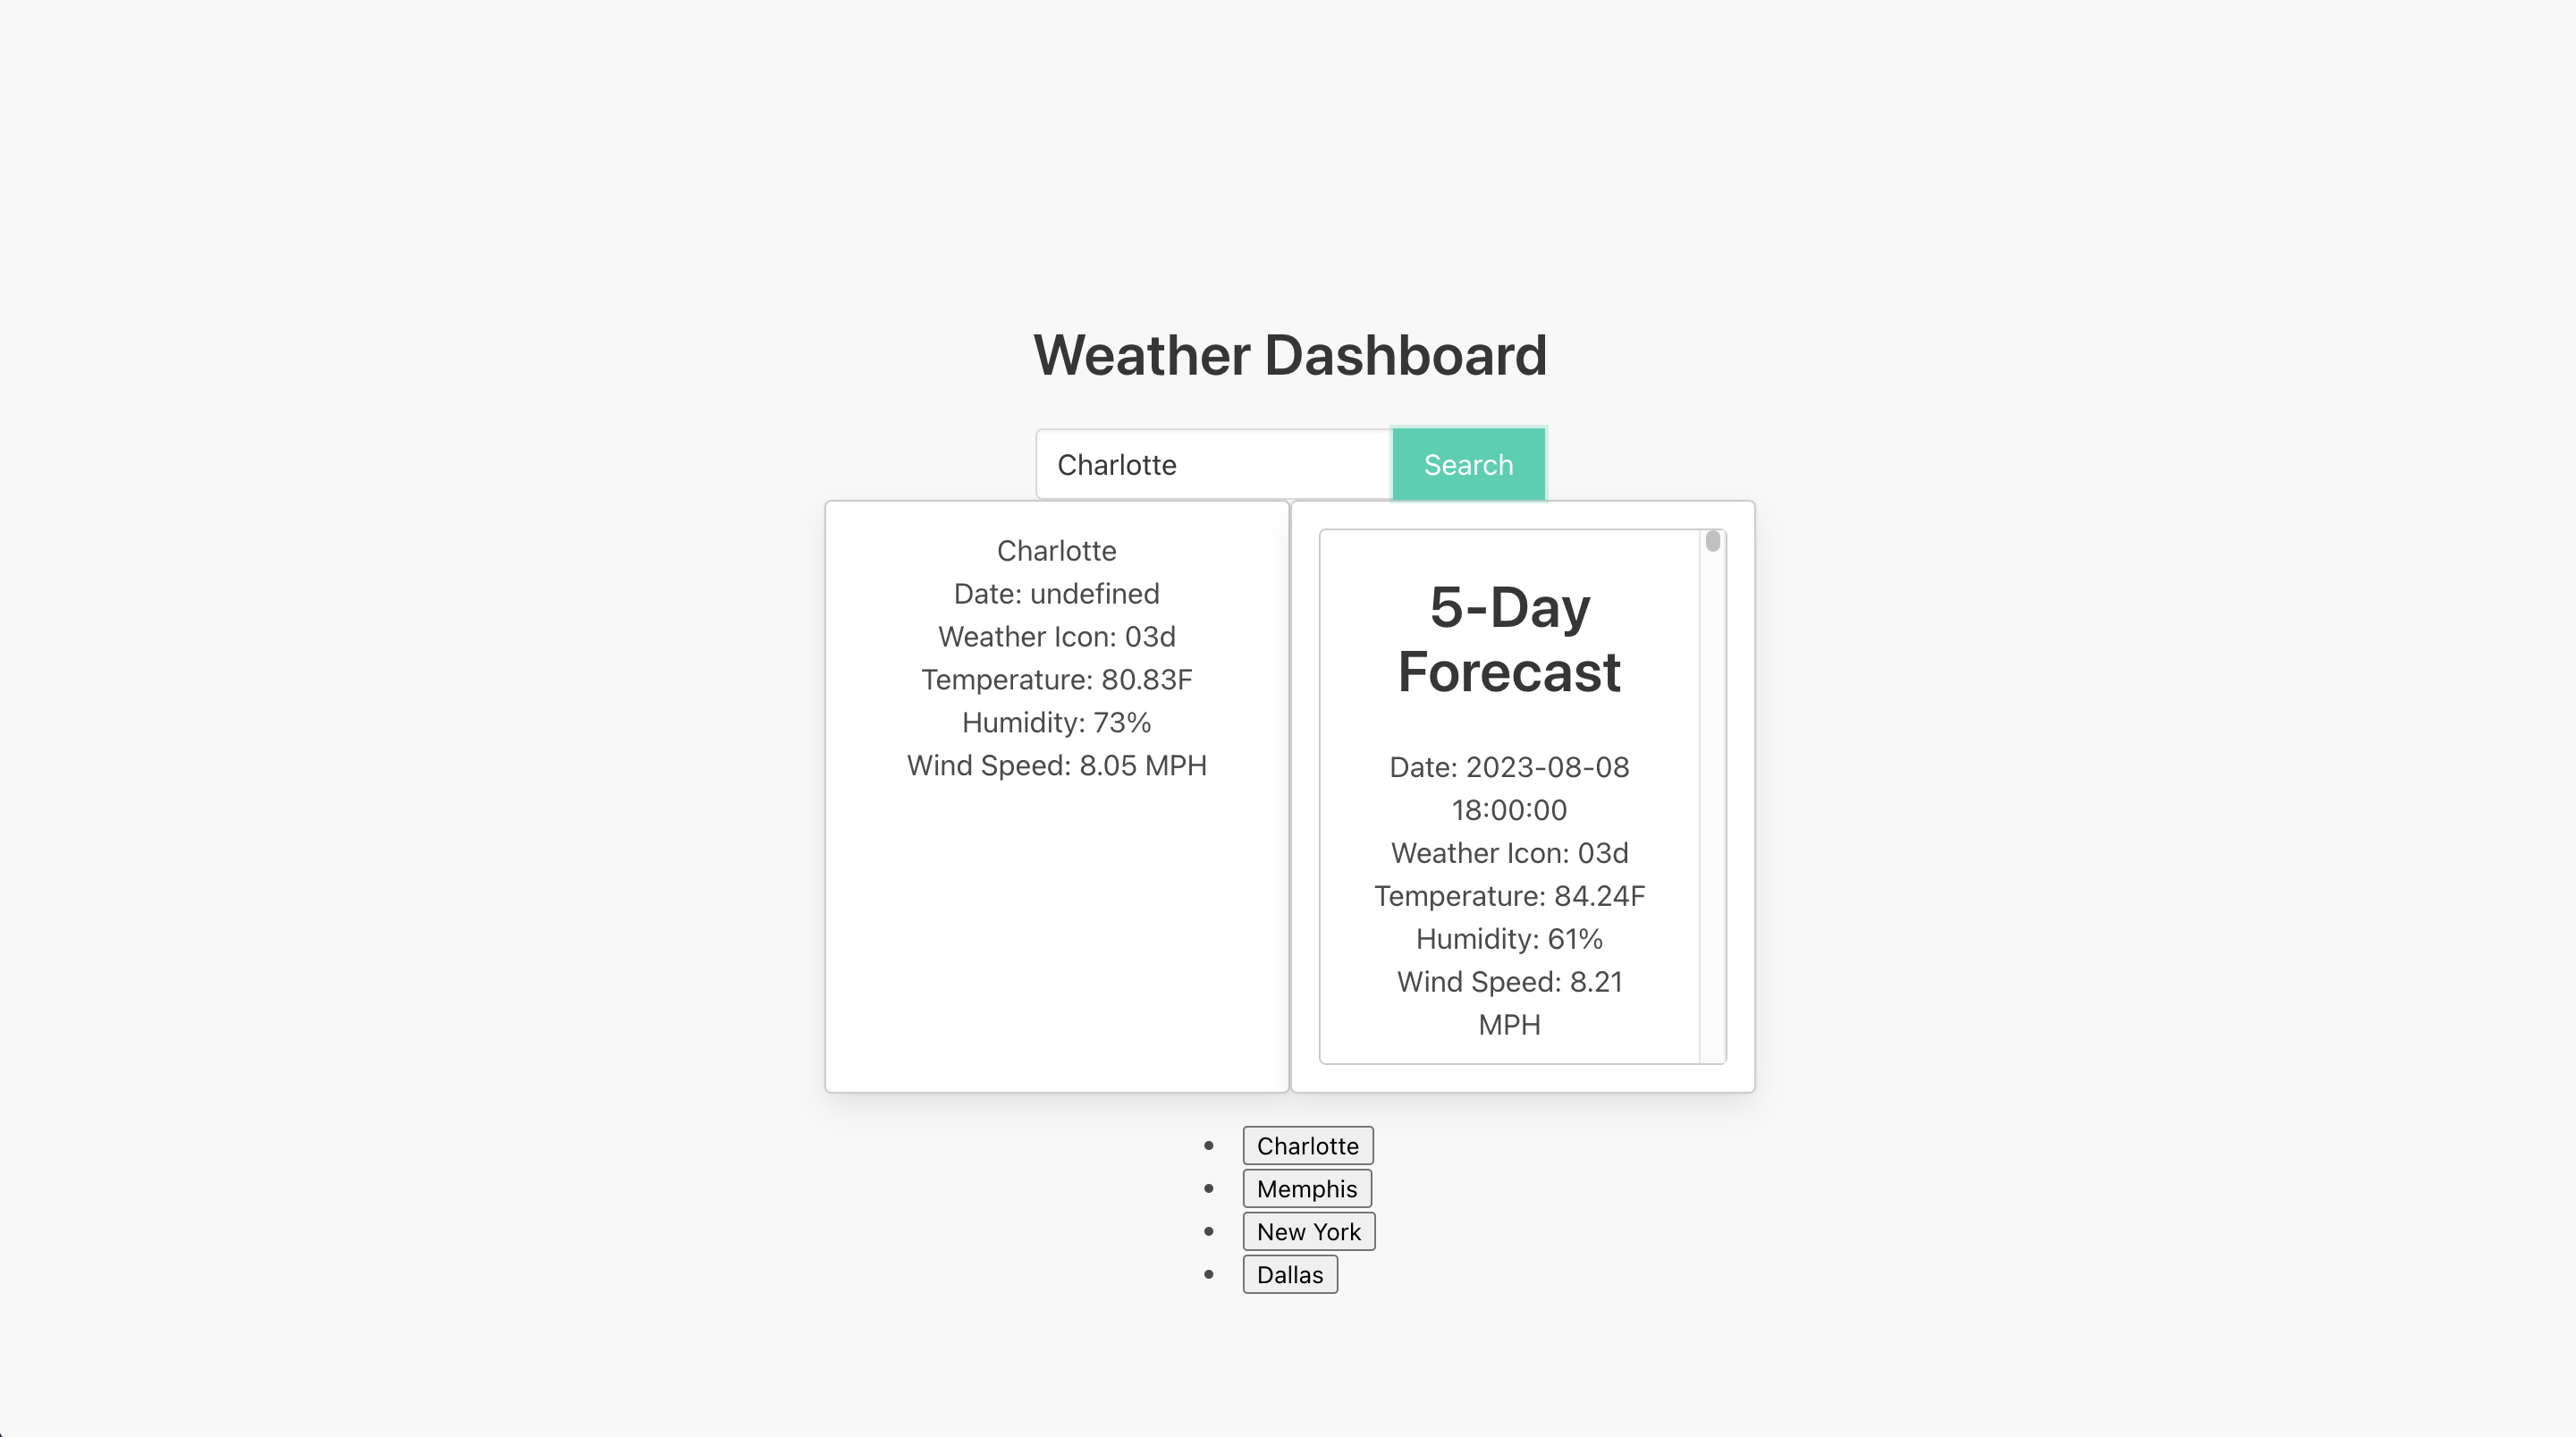 Weather Dashboard
Charlotte
Search
Charlotte
Date: undefined
Weather Icon: 03d
Temperature: 80.83F
Humidity: 73%
Wind Speed: 8.05 MPH
5-Day
Forecast
Date: 2023-08-08
18:00:00
Weather Icon: 03d
Temperature: 84.24F
Humidity: 61%
Wind Speed: 8.21
MPH
• Charlotte
• Memphis
• New York
• Dallas